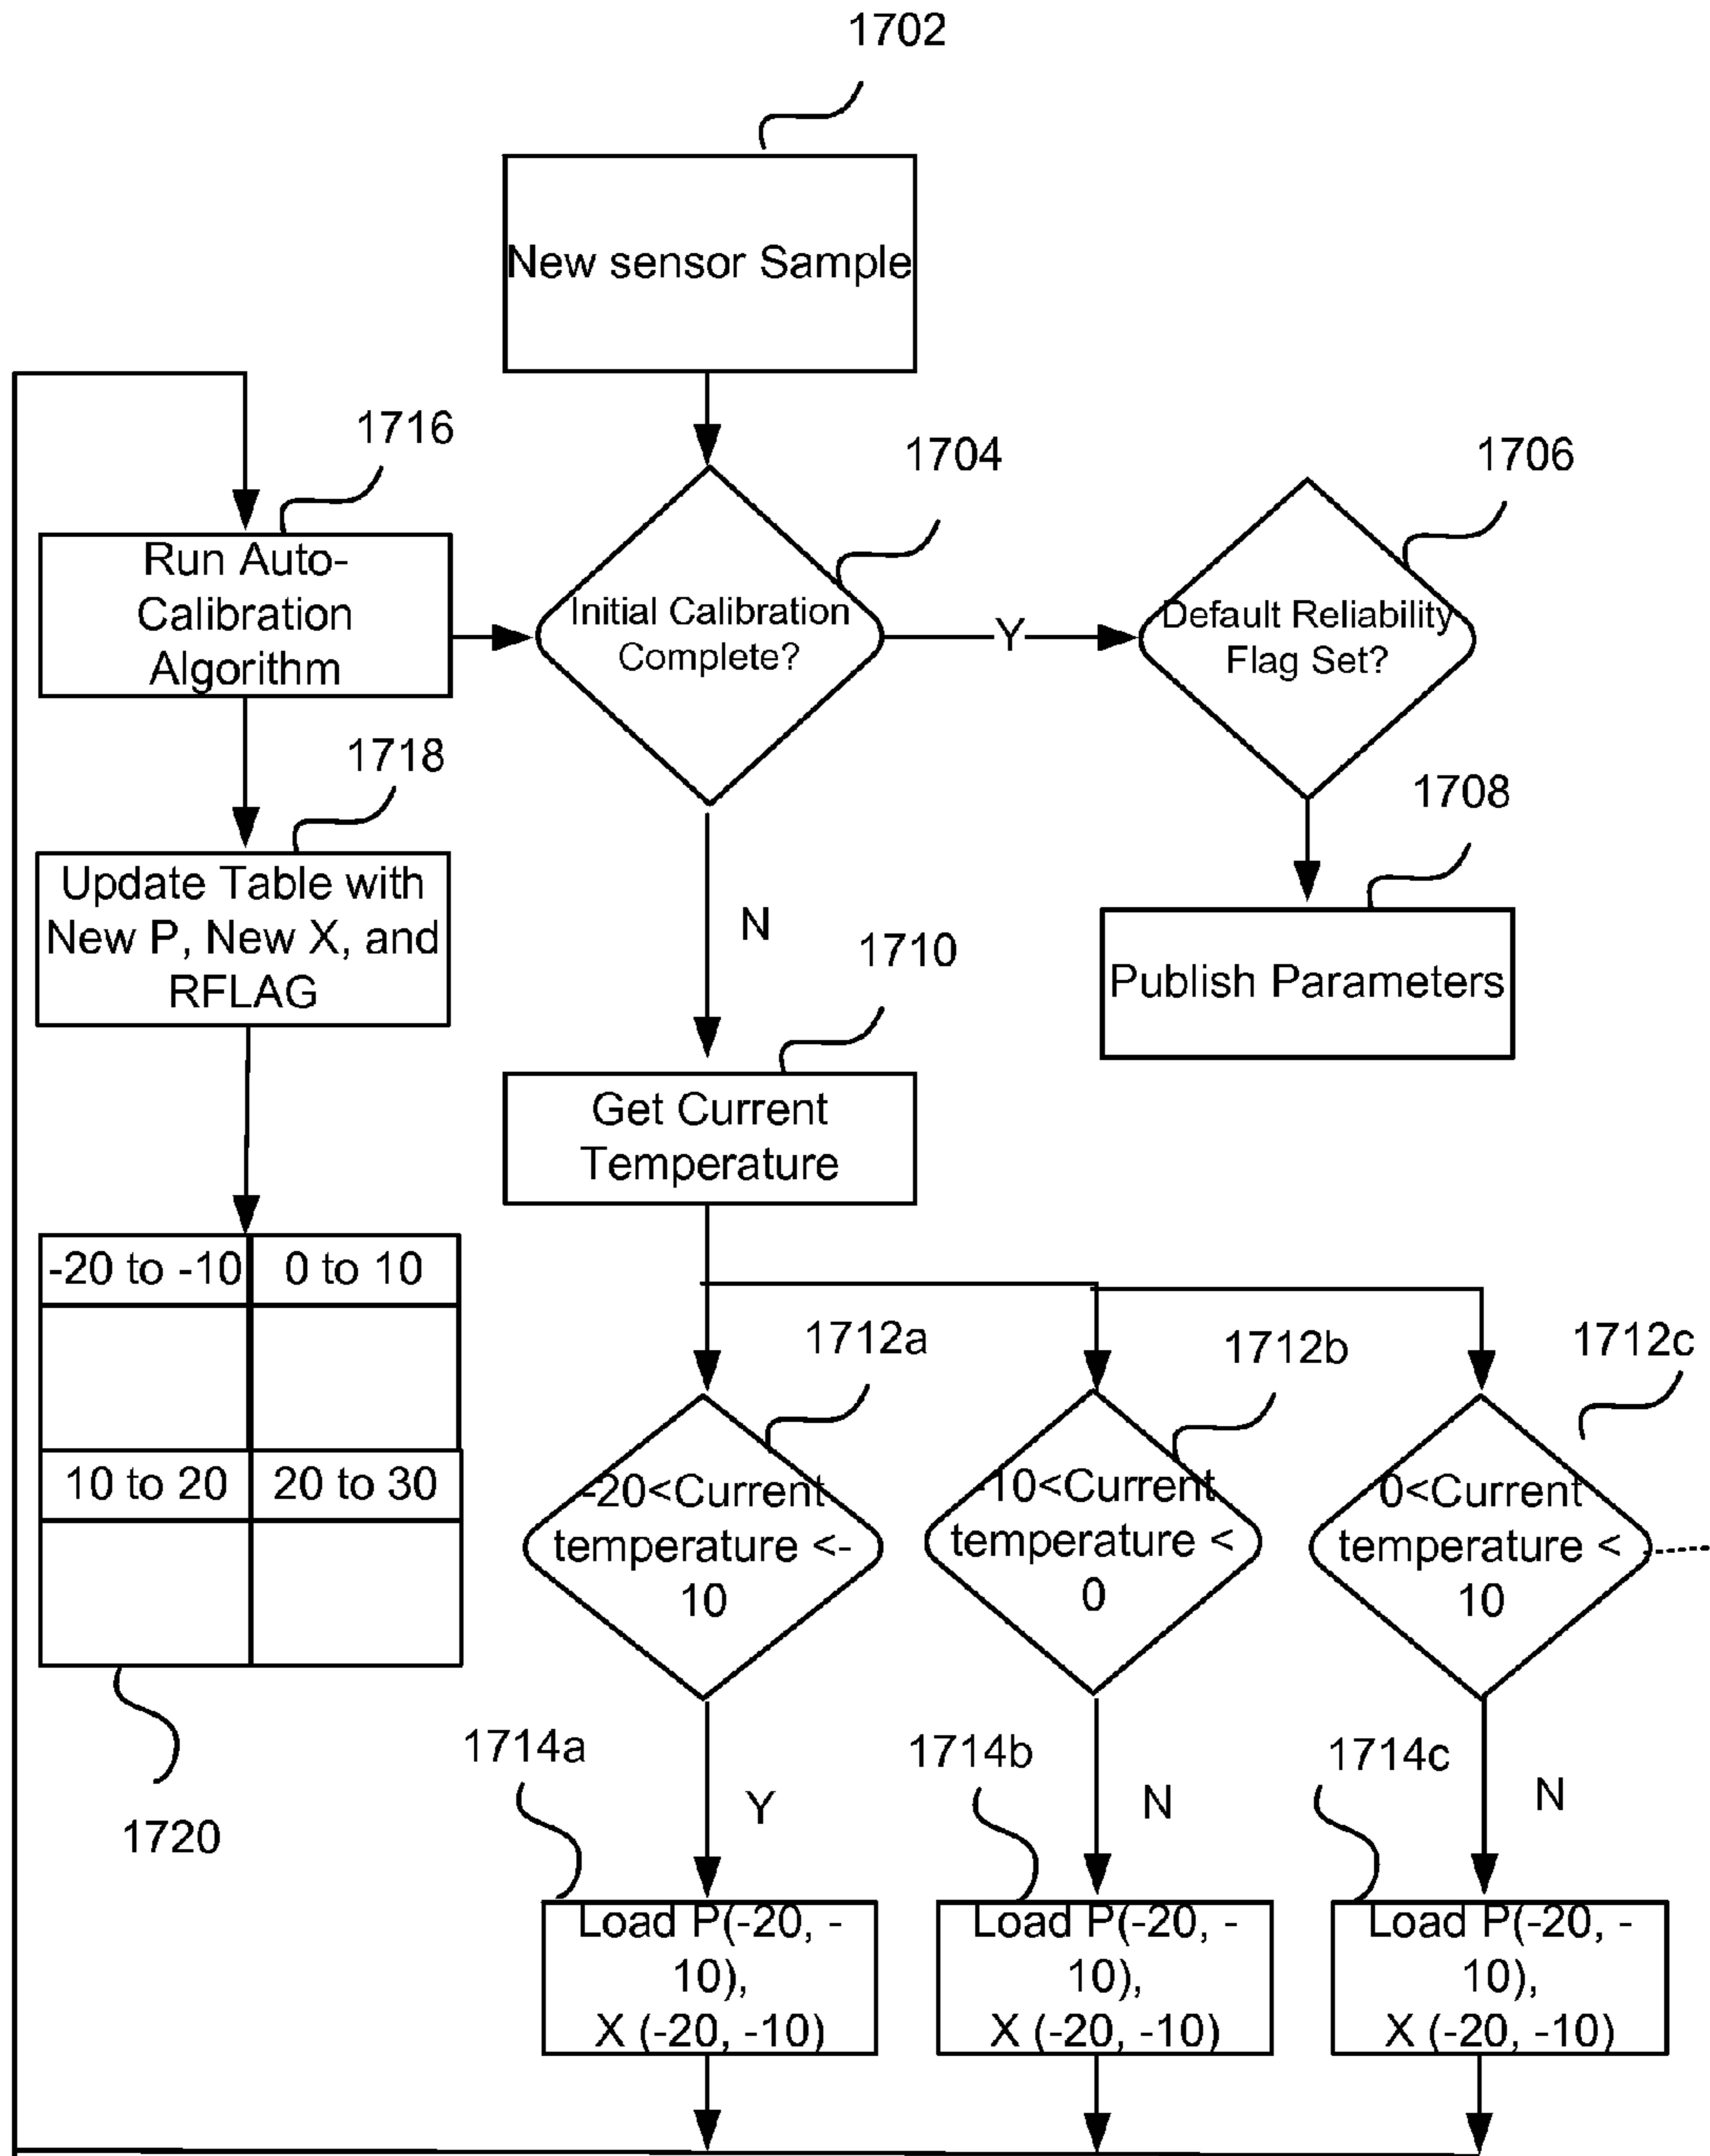 1702
New sensor Sample
1716
1704
1706
Run Auto-
Calibration
Algorithm
Initial Calibration
Complete?
Y
Default Reliability
Flag Set?
1718
1708
Update Table with
New P, New X, and
RFLAG
N
1710
Publish Parameters
Get Current
Temperature
-20 to -10
0 to 10
10 to 20
20 to 30
1720
1712a
1712b
1712c
-20<Current
temperature <-
10
-10<Current
temperature <
0
0<Current
temperature <
10
1714a
1714b
1714c
Y
N
N
Load P(-20, -
10),
X (-20, -10)
Load P(-20, -
10),
X (-20, -10)
Load P(-20, -
10),
X (-20, -10)